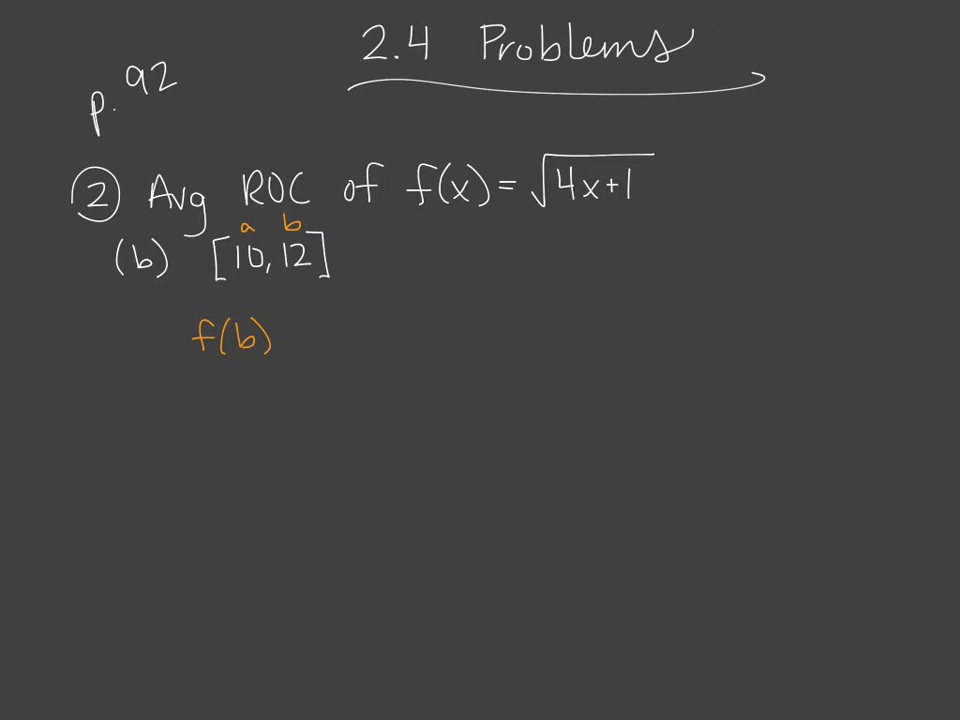 2.4 Problems
p. 92
② Avg ROC of f(x) = √4x+1
a b
(b) [10, 12]
f(b)